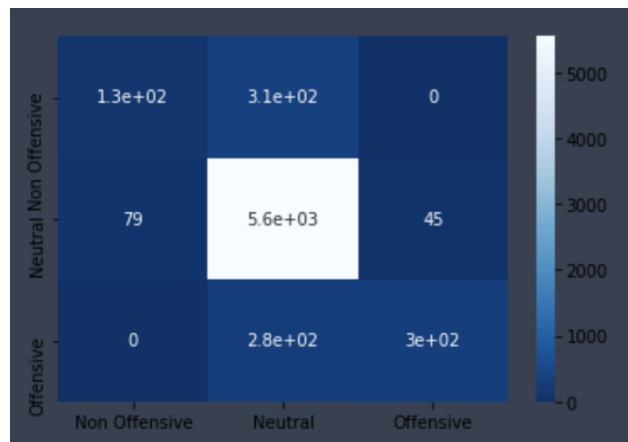 Non Offensive
1.3e+02 3.1e+02 0
Neutral
79 5.6e+03 45
Offensive
0 2.8e+02 3e+02
Non Offensive Neutral Offensive
5000
4000
3000
2000
1000
0